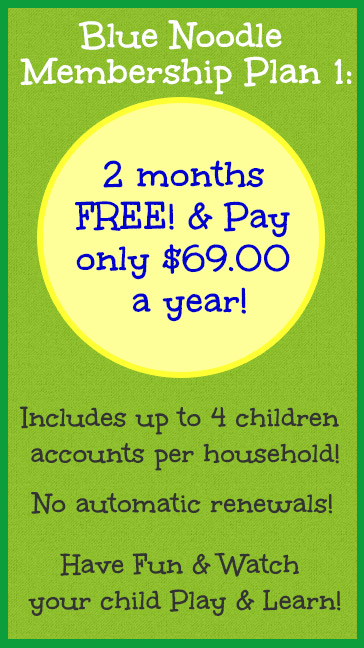 Blue Noodle
Membership Plan 1:
2 months
FREE! & Pay
only $69.00
a year!
Includes up to 4 children
accounts per household!
No automatic renewals!
Have Fun & Watch
your child Play & Learn!